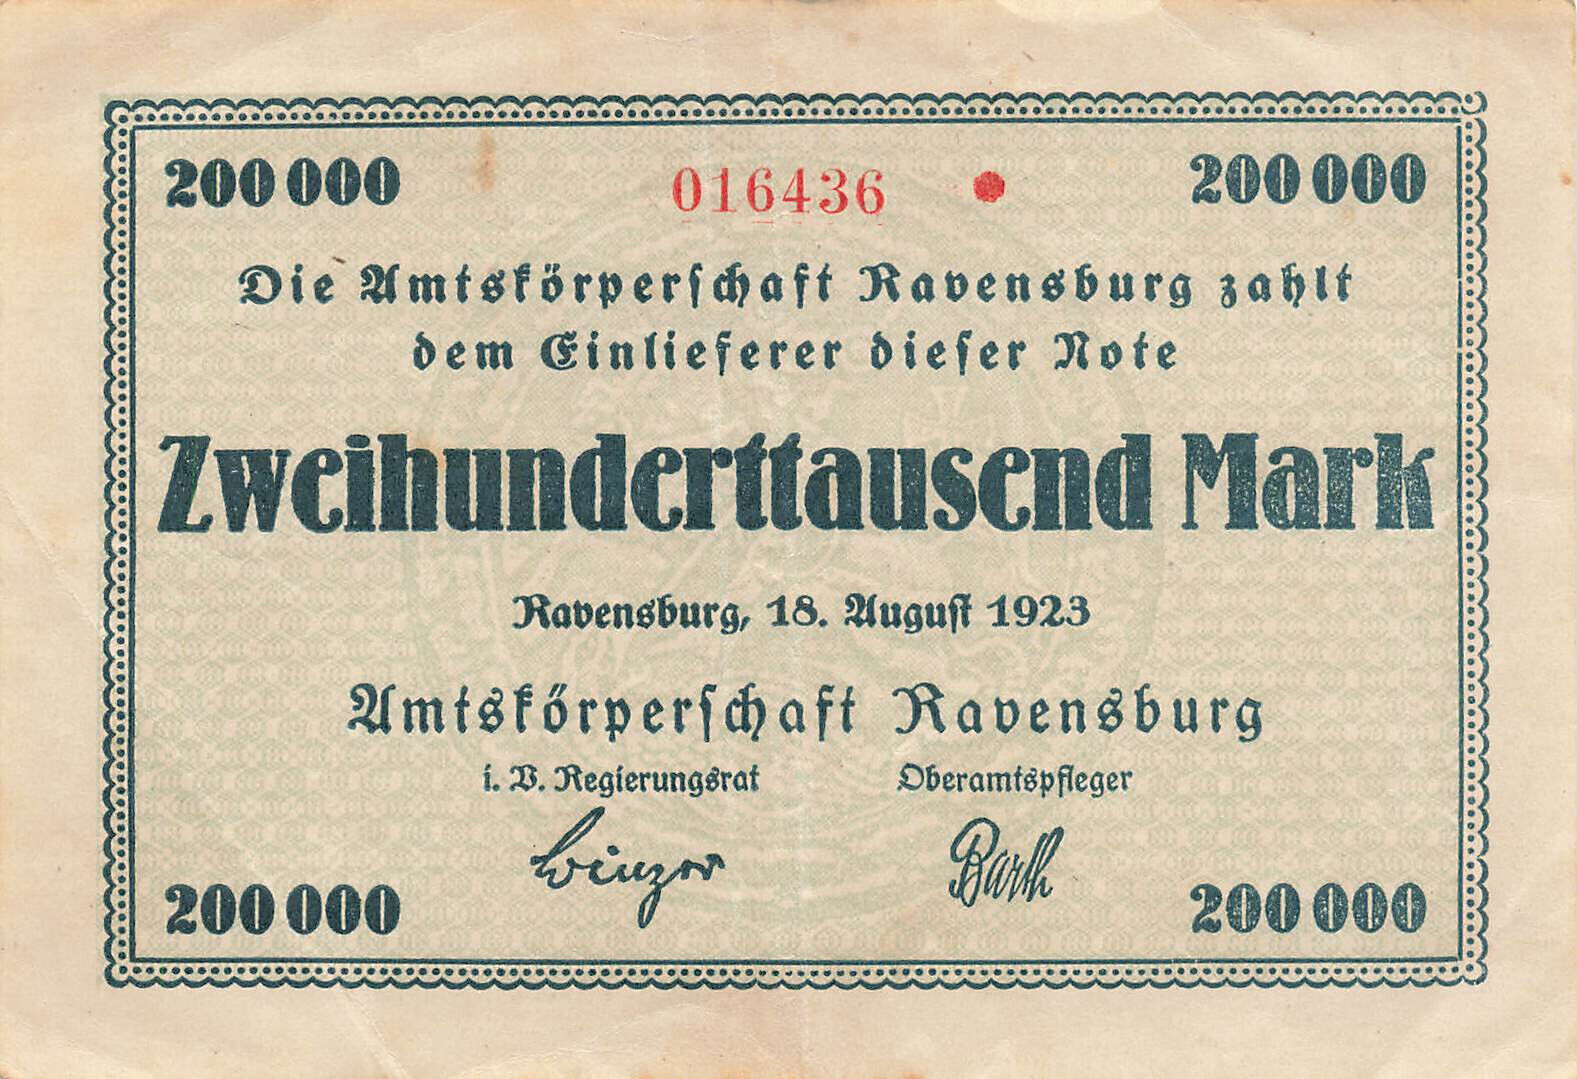 200 000 016436 200 000
Die Amtskörperschaft Ravensburg zahlt
dem Einlieferer dieser Note
Zweihunderttausend Mark
Ravensburg, 18. August 1923
Amtskörperschaft Ravensburg
i. V. Regierungsrat Oberamtspfleger
Winzer Barth
200 000 200 000